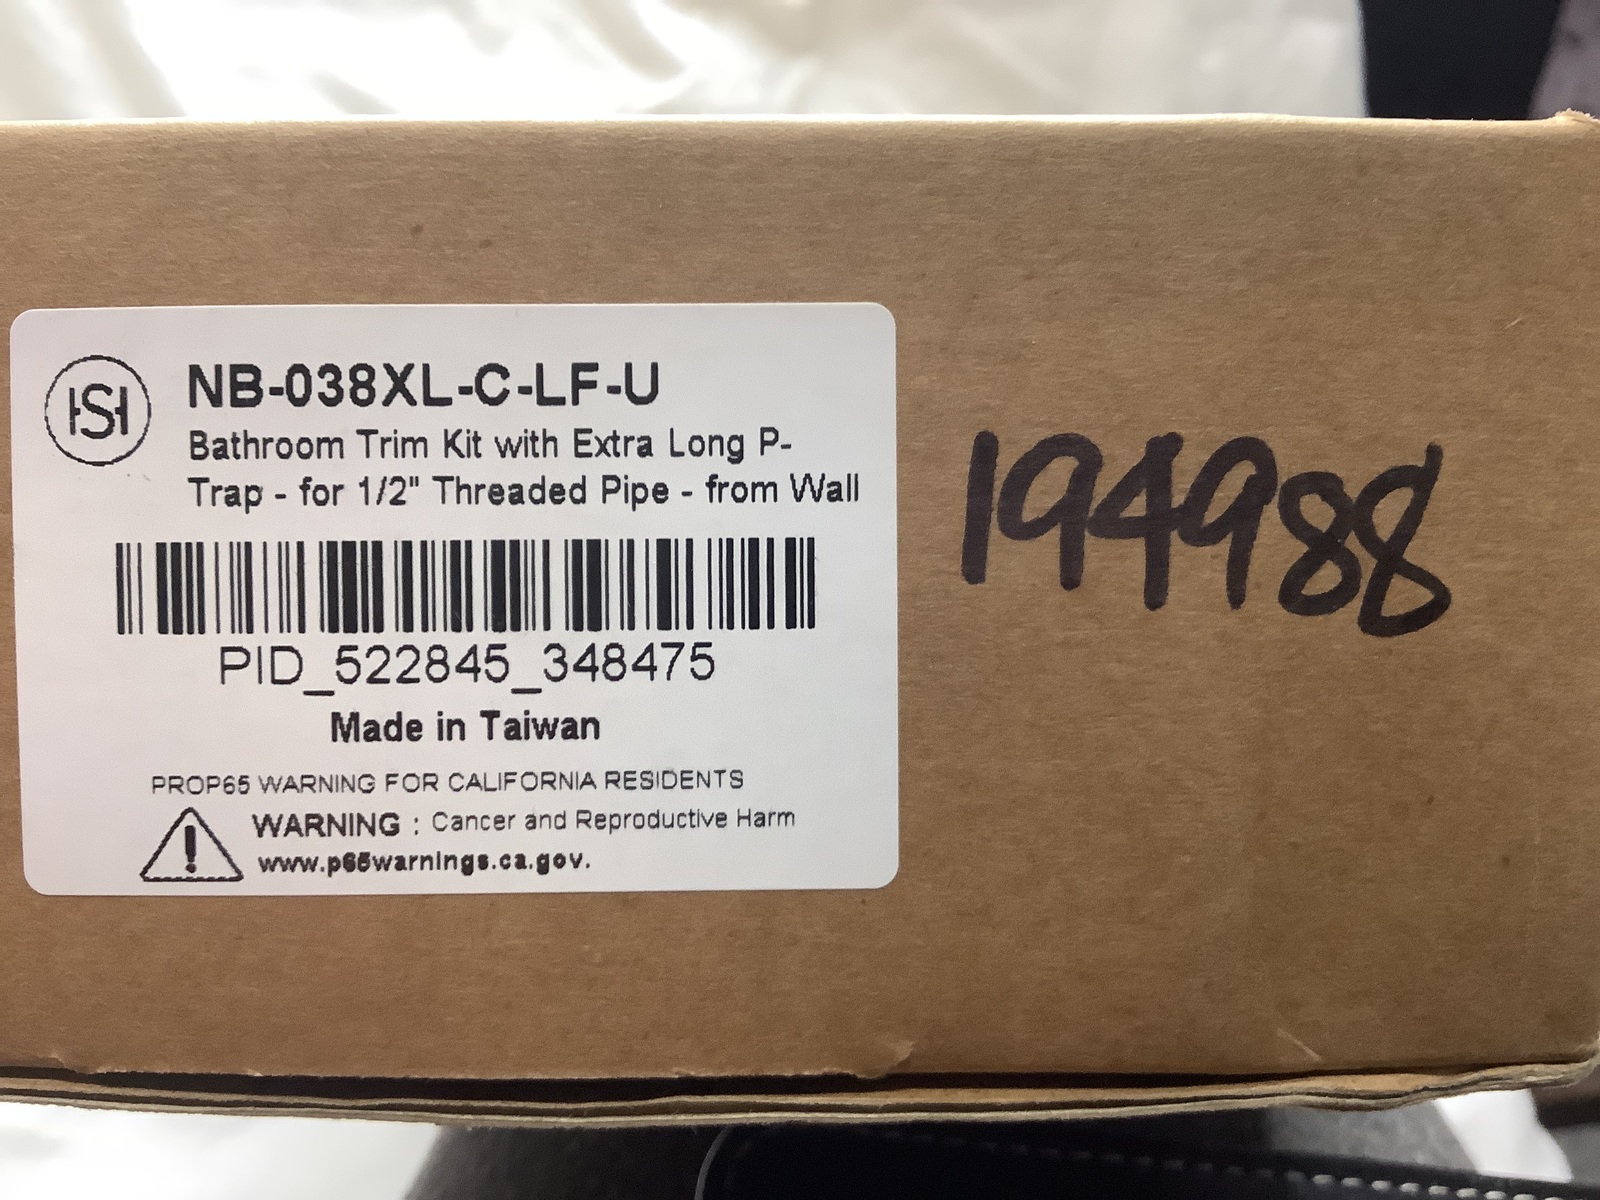 HSH
NB-038XL-C-LF-U
Bathroom Trim Kit with Extra Long P-
Trap - for 1/2" Threaded Pipe - from Wall
PID_522845_348475
Made in Taiwan
PROP65 WARNING FOR CALIFORNIA RESIDENTS
WARNING : Cancer and Reproductive Harm
www.p65warnings.ca.gov.
194988